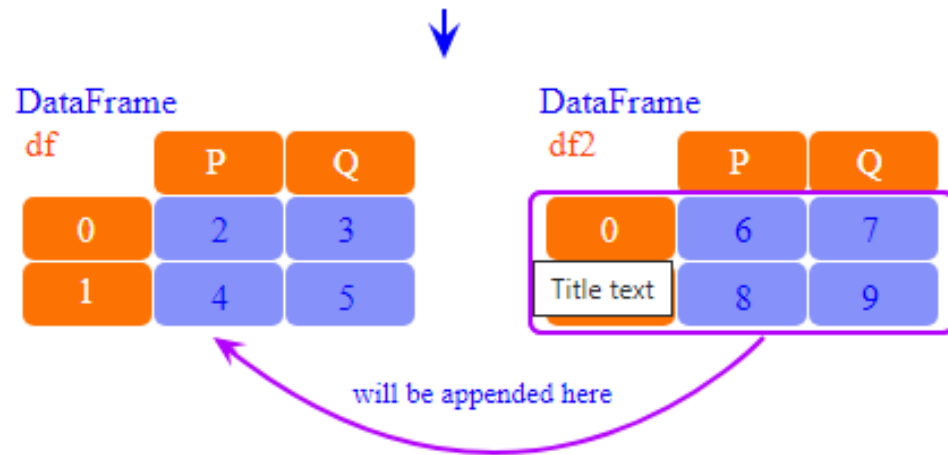 DataFrame
df
P Q
0 2 3
1 4 5
DataFrame
df2
P Q
0 6 7
Title text 8 9
will be appended here